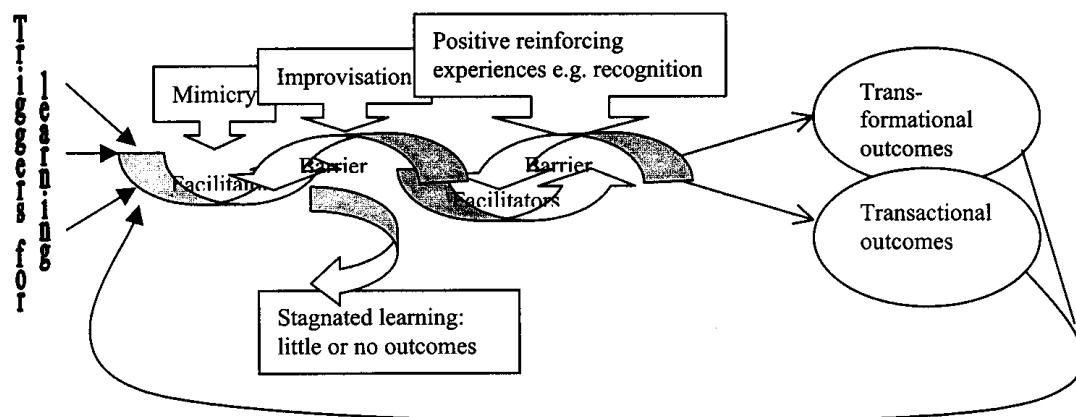 Triggers for
learning
Mimicry
Improvisation
Positive reinforcing
experiences e.g. recognition
Barrier
Barrier
Facilitators
Stagnated learning:
little or no outcomes
Trans-
formational
outcomes
Transactional
outcomes